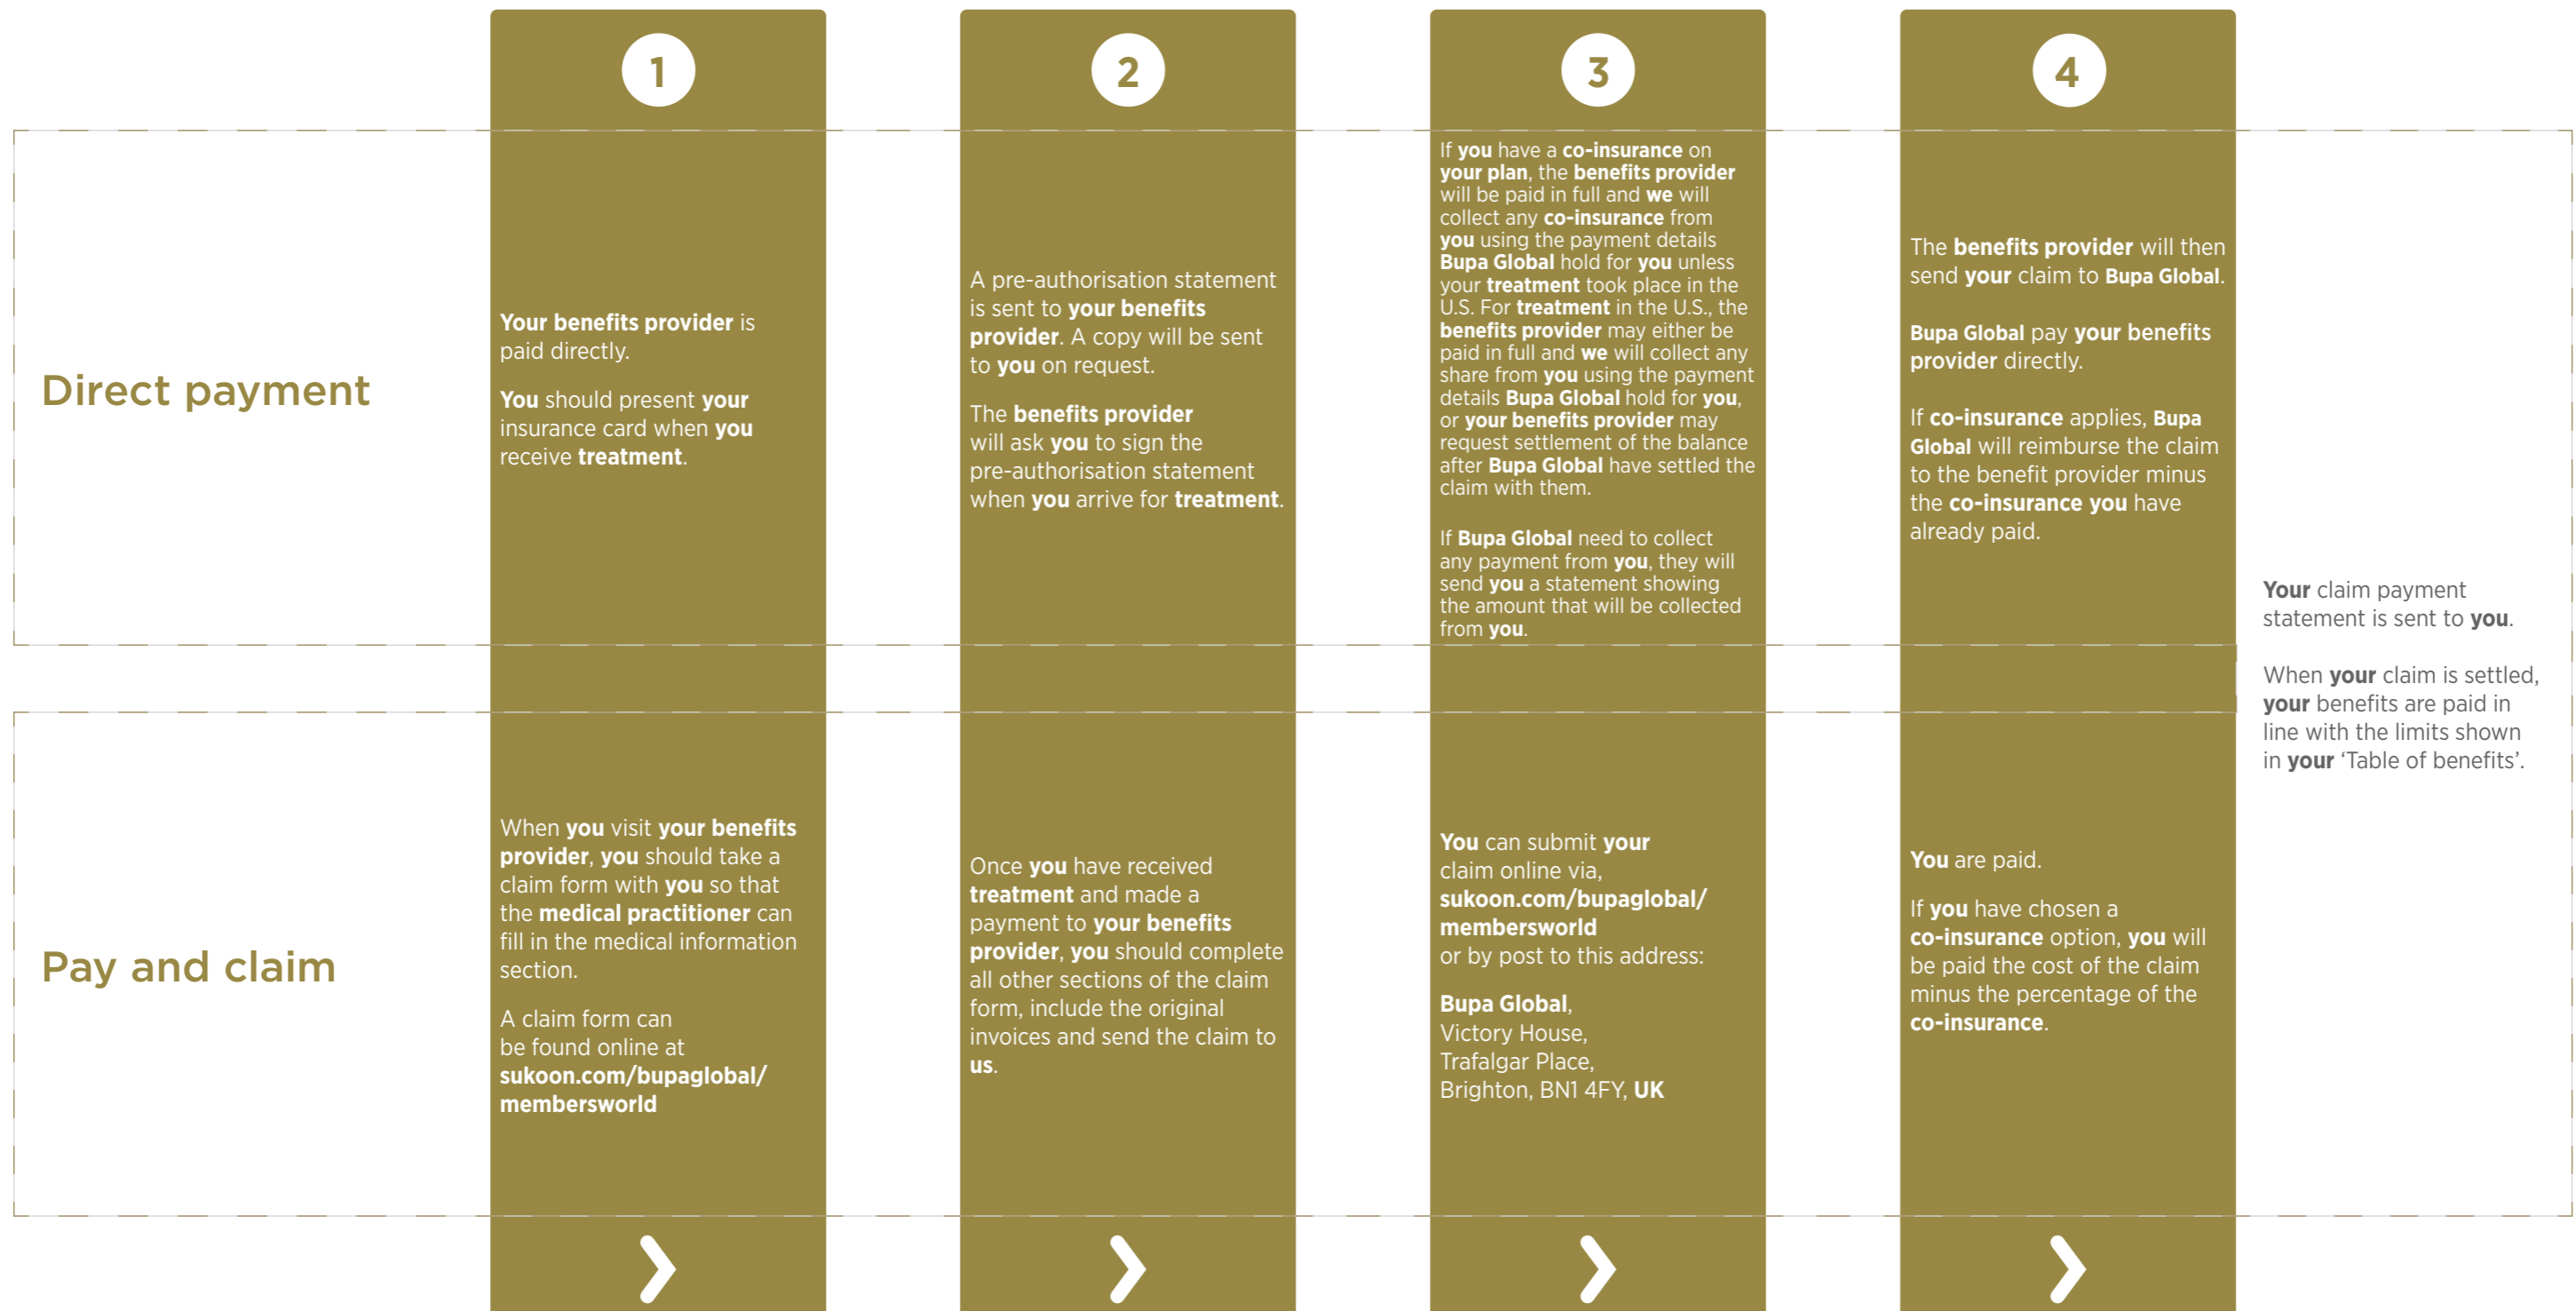 1
2
3
4
Direct payment
Your benefits provider is
paid directly.
You should present your
insurance card when you
receive treatment.
A pre-authorisation statement
is sent to your benefits
provider. A copy will be sent
to you on request.
The benefits provider
will ask you to sign the
pre-authorisation statement
when you arrive for treatment.
If you have a co-insurance on
your plan, the benefits provider
will be paid in full and we will
collect any co-insurance from
you using the payment details
Bupa Global hold for you unless
your treatment took place in the
U.S. For treatment in the U.S., the
benefits provider may either be
paid in full and we will collect any
share from you using the payment
details Bupa Global hold for you,
or your benefits provider may
request settlement of the balance
after Bupa Global have settled the
claim with them.
If Bupa Global need to collect
any payment from you, they will
send you a statement showing
the amount that will be collected
from you.
The benefits provider will then
send your claim to Bupa Global.
Bupa Global pay your benefits
provider directly.
If co-insurance applies, Bupa
Global will reimburse the claim
to the benefit provider minus
the co-insurance you have
already paid.
Pay and claim
When you visit your benefits
provider, you should take a
claim form with you so that
the medical practitioner can
fill in the medical information
section.
A claim form can
be found online at
sukoon.com/bupaglobal/
membersworld
Once you have received
treatment and made a
payment to your benefits
provider, you should complete
all other sections of the claim
form, include the original
invoices and send the claim to
us.
You can submit your
claim online via,
sukoon.com/bupaglobal/
membersworld
or by post to this address:
Bupa Global,
Victory House,
Trafalgar Place,
Brighton, BN1 4FY, UK
You are paid.
If you have chosen a
co-insurance option, you will
be paid the cost of the claim
minus the percentage of the
co-insurance.
Your claim payment
statement is sent to you.
When your claim is settled,
your benefits are paid in
line with the limits shown
in your ‘Table of benefits’.